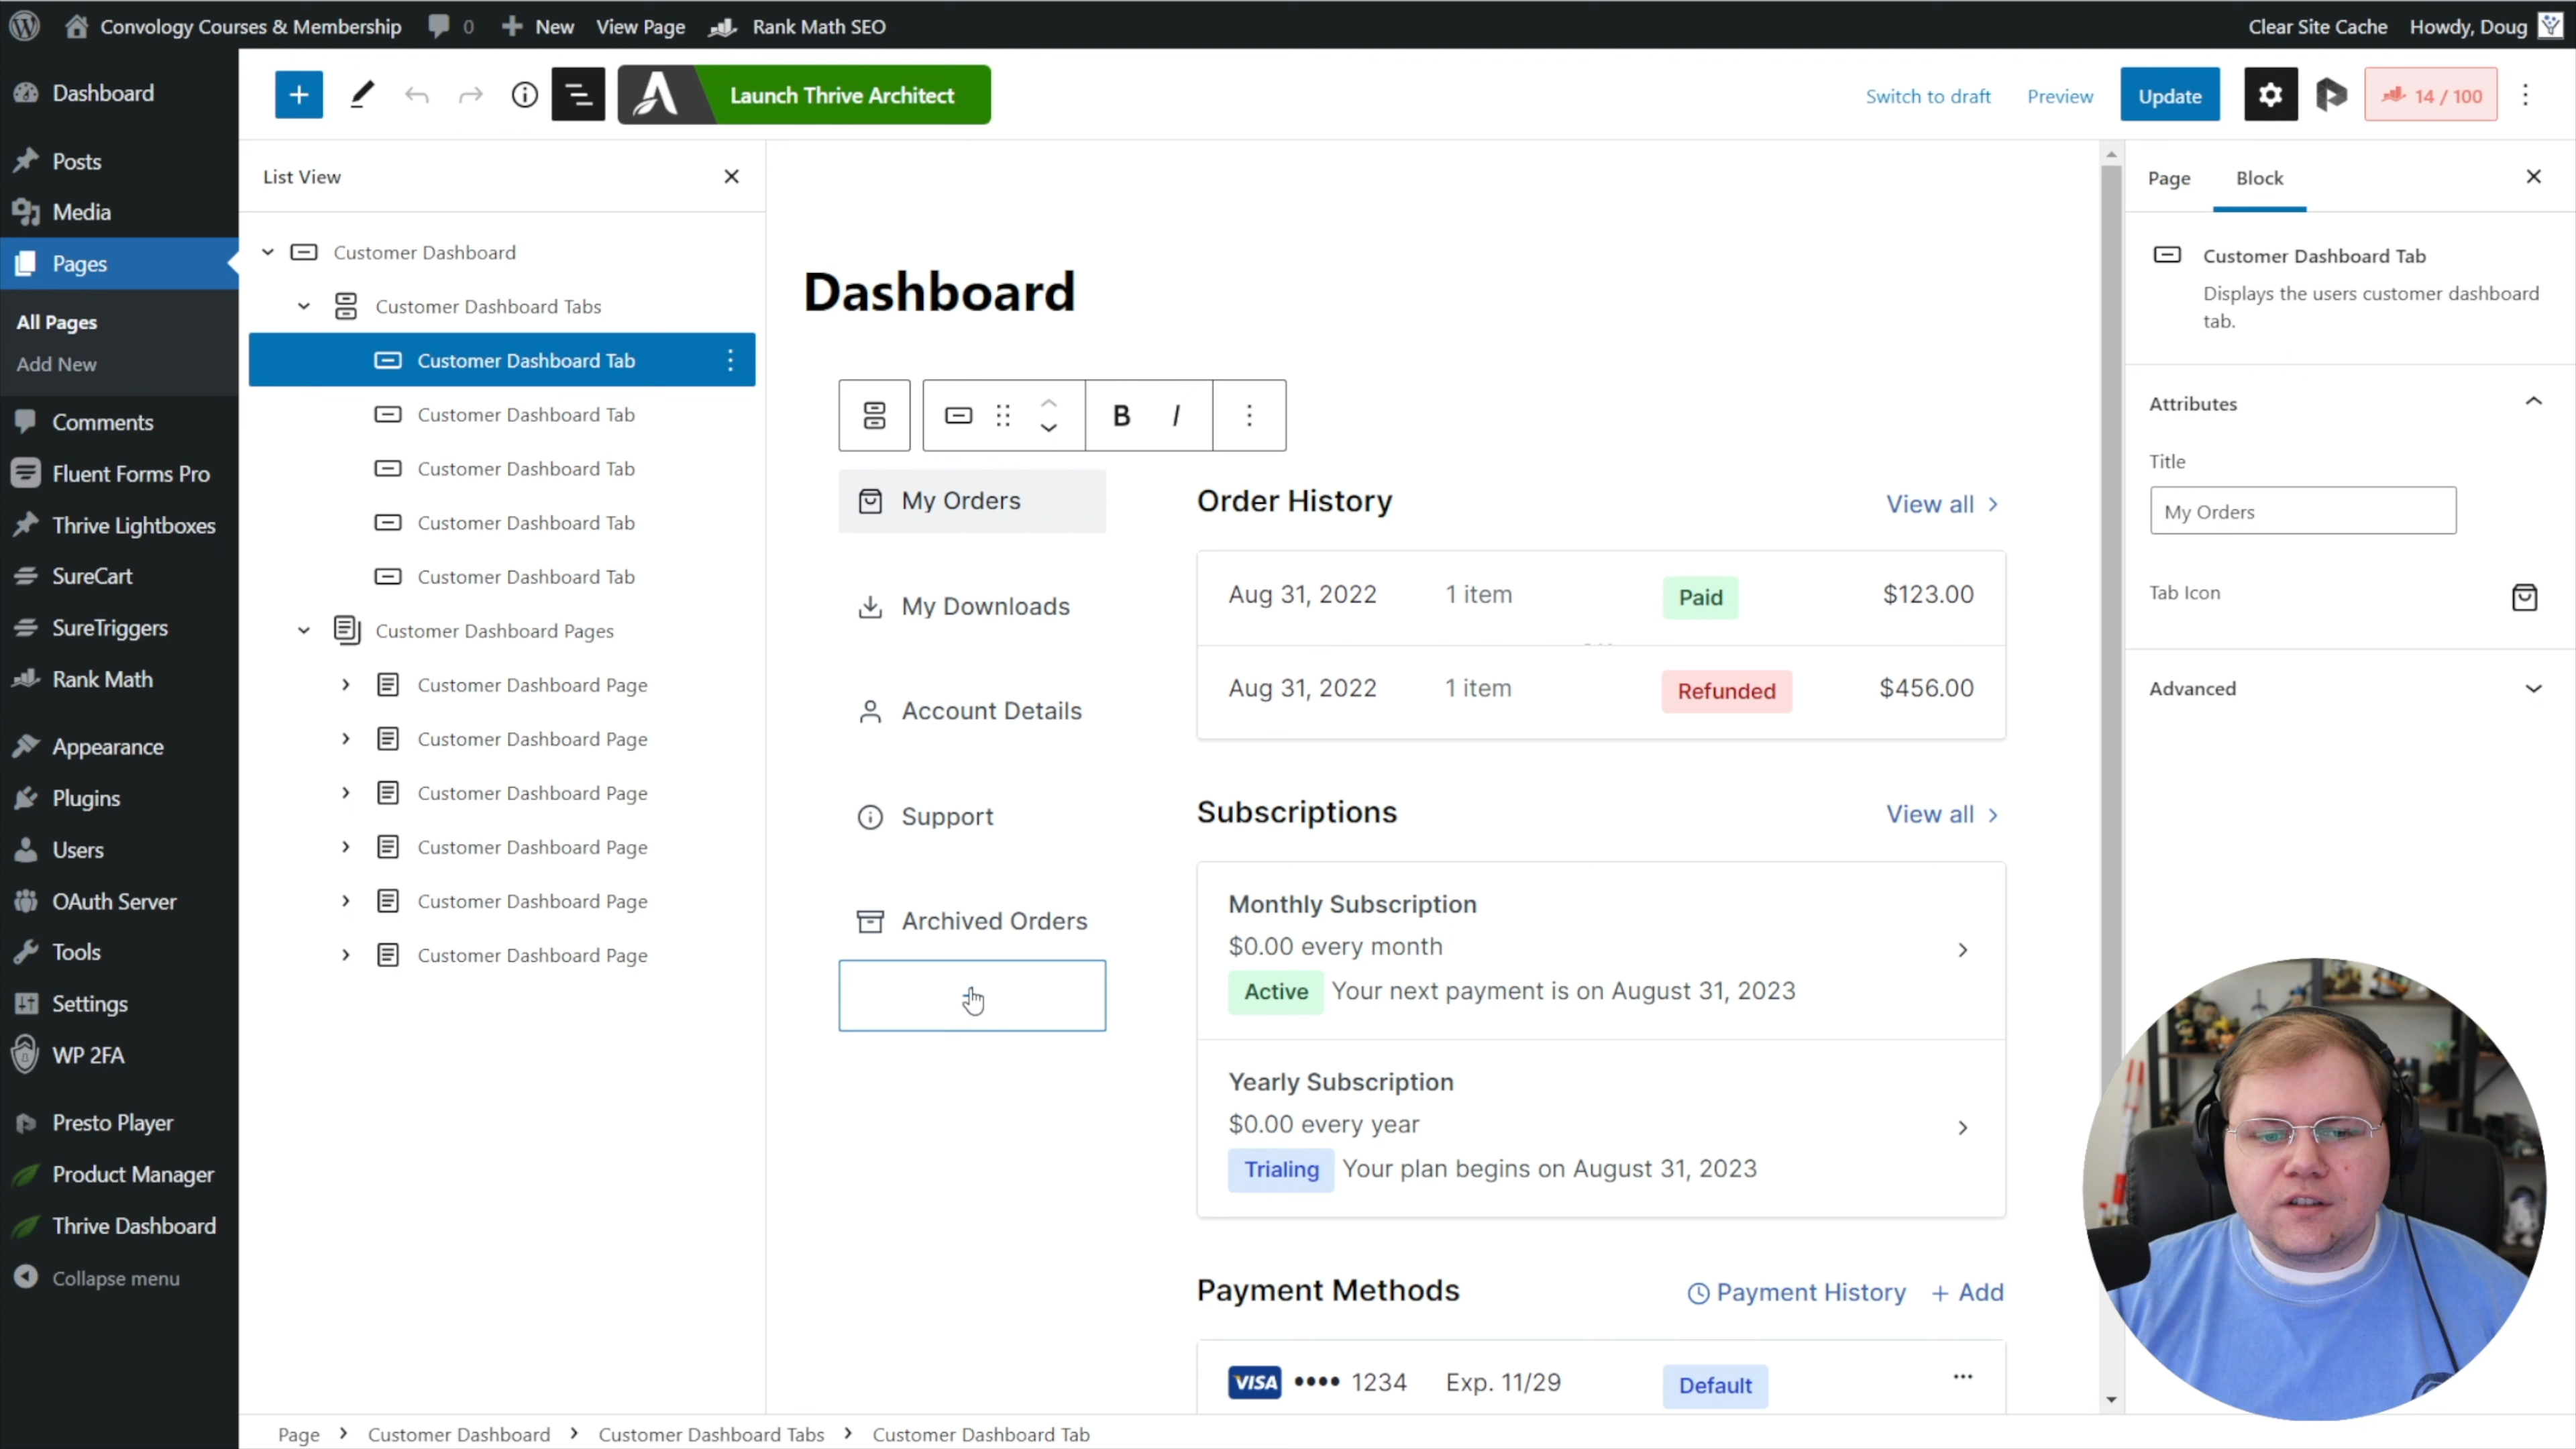 Convology Courses & Membership 0 New View Page Rank Math SEO Clear Site Cache Howdy, Doug
Dashboard
Posts
Media
Pages
All Pages
Add New
Comments
Fluent Forms Pro
Thrive Lightboxes
SureCart
SureTriggers
Rank Math
Appearance
Plugins
Users
OAuth Server
Tools
Settings
WP 2FA
Presto Player
Product Manager
Thrive Dashboard
Collapse menu
Launch Thrive Architect
Switch to draft Preview Update 14 / 100
List View
Customer Dashboard
Customer Dashboard Tabs
Customer Dashboard Tab
Customer Dashboard Tab
Customer Dashboard Tab
Customer Dashboard Tab
Customer Dashboard Tab
Customer Dashboard Pages
Customer Dashboard Page
Customer Dashboard Page
Customer Dashboard Page
Customer Dashboard Page
Customer Dashboard Page
Customer Dashboard Page
Dashboard
B I
My Orders
My Downloads
Account Details
Support
Archived Orders
Order History View all
Aug 31, 2022 1 item Paid $123.00
Aug 31, 2022 1 item Refunded $456.00
Subscriptions View all
Monthly Subscription
$0.00 every month
Active Your next payment is on August 31, 2023
Yearly Subscription
$0.00 every year
Trialing Your plan begins on August 31, 2023
Payment Methods Payment History + Add
VISA •••• 1234 Exp. 11/29 Default
Page Block
Customer Dashboard Tab
Displays the users customer dashboard
tab.
Attributes
Title
My Orders
Tab Icon
Advanced
Page > Customer Dashboard > Customer Dashboard Tabs > Customer Dashboard Tab